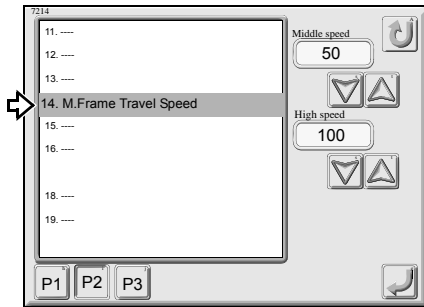 7214
11. ----
12. ----
13. ----
14. M.Frame Travel Speed
15. ----
16. ----
18. ----
19. ----
Middle speed
50
High speed
100
P1 P2 P3